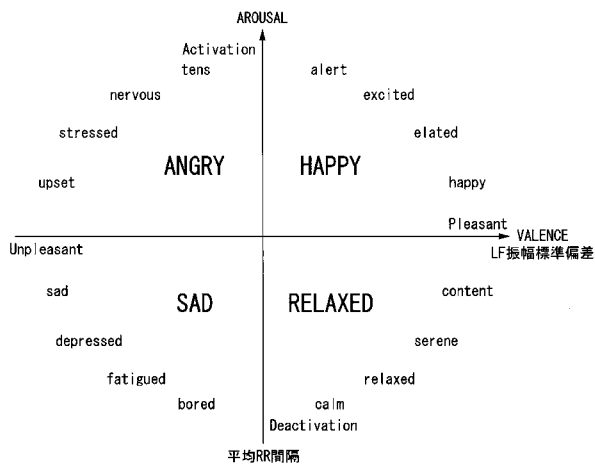 AROUSAL
Activation
tens
alert
nervous
excited
stressed
elated
ANGRY
HAPPY
upset
happy
Pleasant
VALENCE
Unpleasant
LF振幅標準偏差
sad
content
SAD
RELAXED
depressed
serene
fatigued
relaxed
bored
calm
Deactivation
平均RR間隔